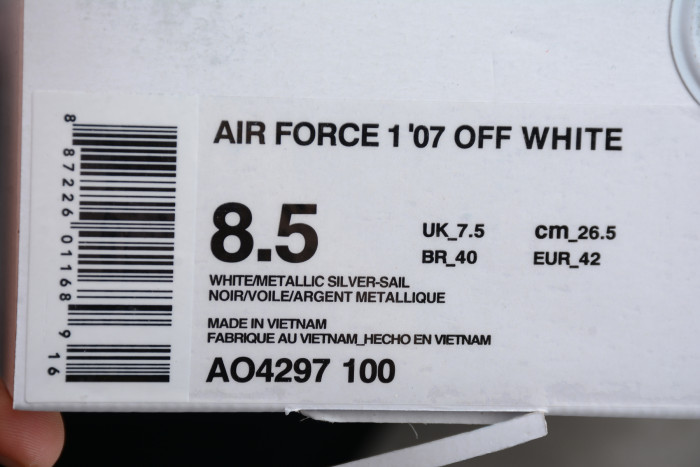 AIR FORCE 1 '07 OFF WHITE
8.5
UK_7.5 cm_26.5
BR_40 EUR_42
WHITE/METALLIC SILVER-SAIL
NOIR/VOILE/ARGENT METALLIQUE
MADE IN VIETNAM
FABRIQUE AU VIETNAM_HECHO EN VIETNAM
AO4297 100
8 87226 01168 9 16